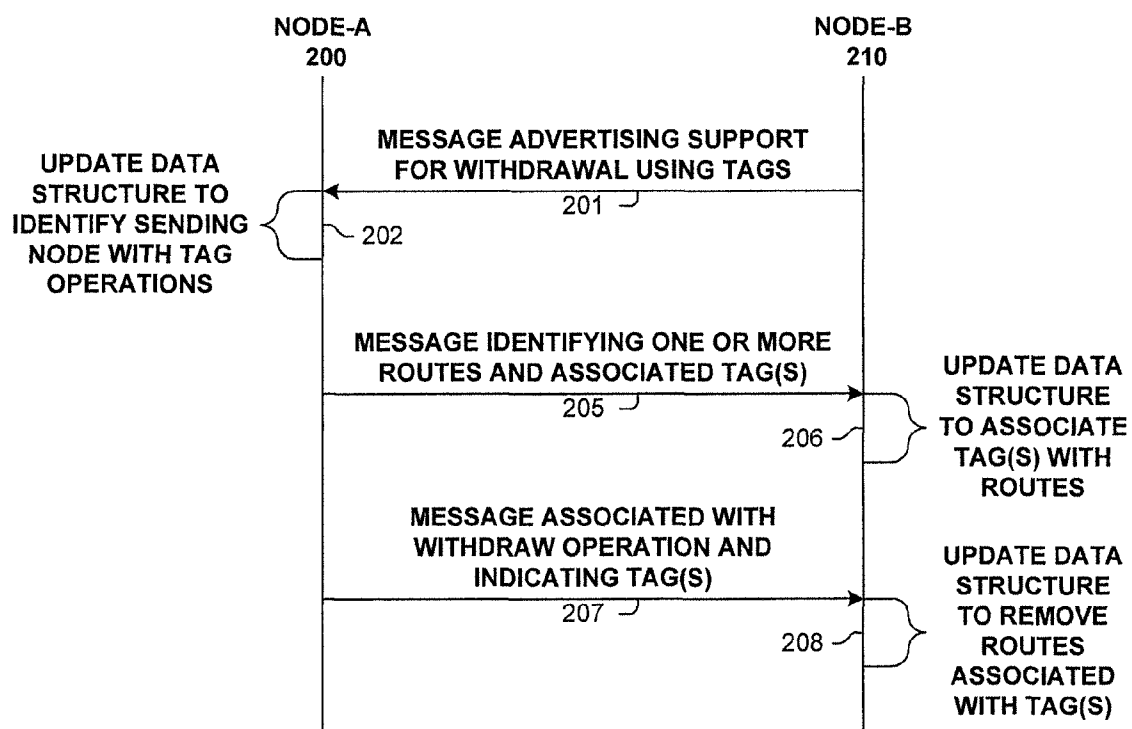 NODE-A
200
NODE-B
210
MESSAGE ADVERTISING SUPPORT
FOR WITHDRAWAL USING TAGS
201
UPDATE DATA
STRUCTURE TO
IDENTIFY SENDING
NODE WITH TAG
OPERATIONS
202
MESSAGE IDENTIFYING ONE OR MORE
ROUTES AND ASSOCIATED TAG(S)
205
206
UPDATE DATA
STRUCTURE
TO ASSOCIATE
TAG(S) WITH
ROUTES
MESSAGE ASSOCIATED WITH
WITHDRAW OPERATION AND
INDICATING TAG(S)
207
208
UPDATE DATA
STRUCTURE
TO REMOVE
ROUTES
ASSOCIATED
WITH TAG(S)